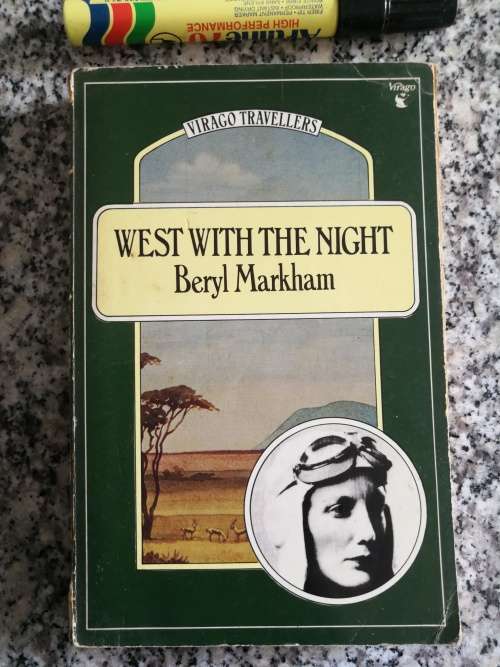 HIGH PERFORMANCE
Virago
VIRAGO TRAVELLERS
WEST WITH THE NIGHT
Beryl Markham